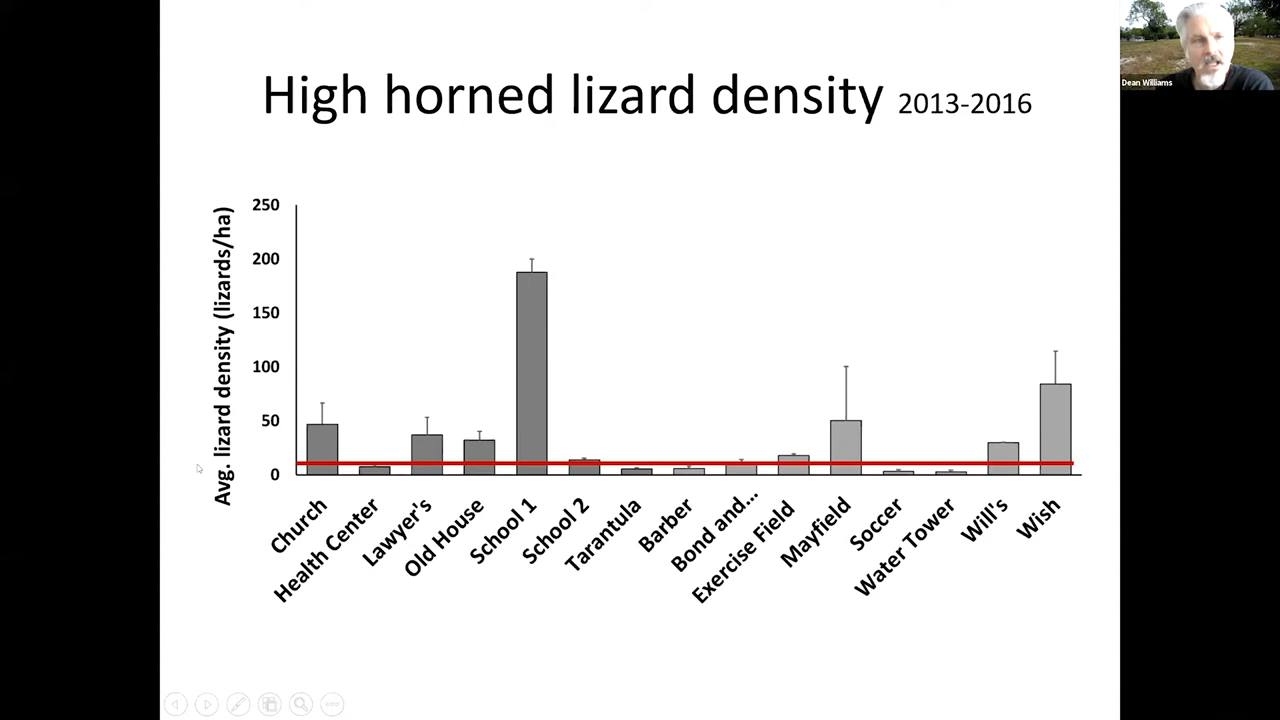 High horned lizard density 2013-2016
Dean Williams
Avg. lizard density (lizards/ha)
250
200
150
100
50
0
Church
Health Center
Lawyer's
Old House
School 1
School 2
Tarantula
Barber
Bond and...
Exercise Field
Mayfield
Soccer
Water Tower
Will's
Wish